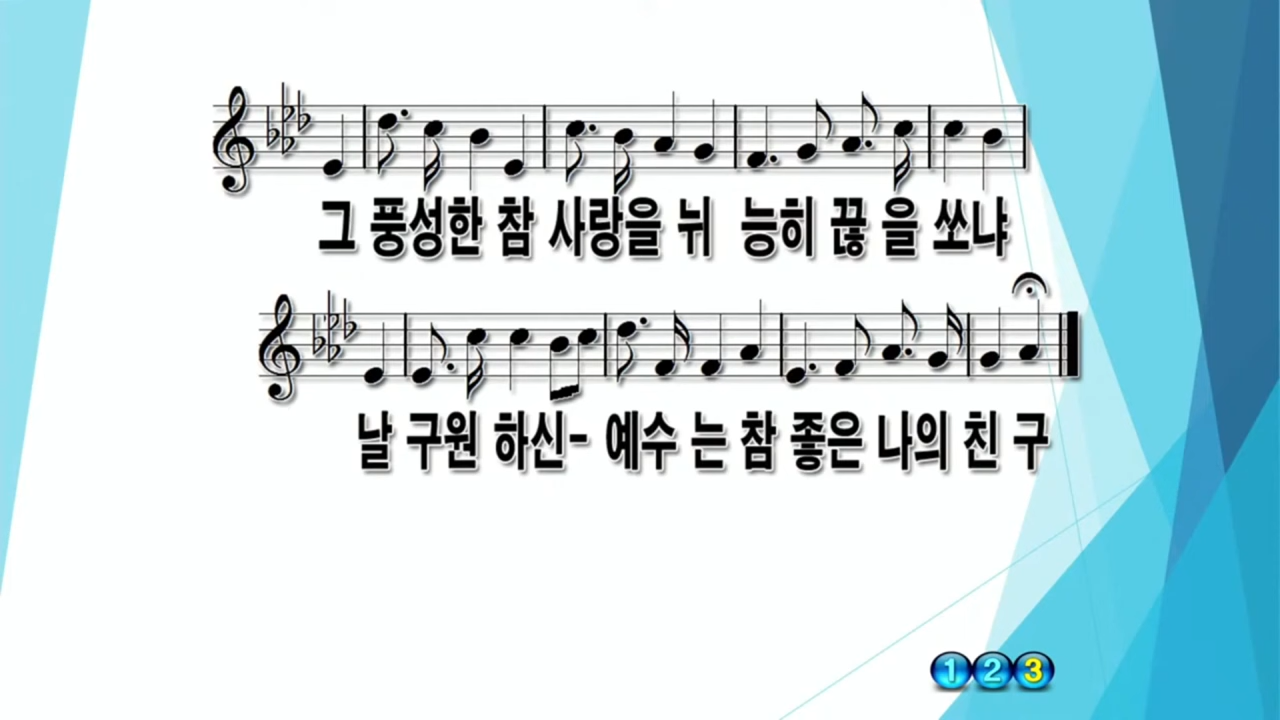 그 풍성한 참 사랑을 뉘 능히 끊 을 쏘냐
날 구원 하신- 예수 는 참 좋은 나의 친 구
1 2 3